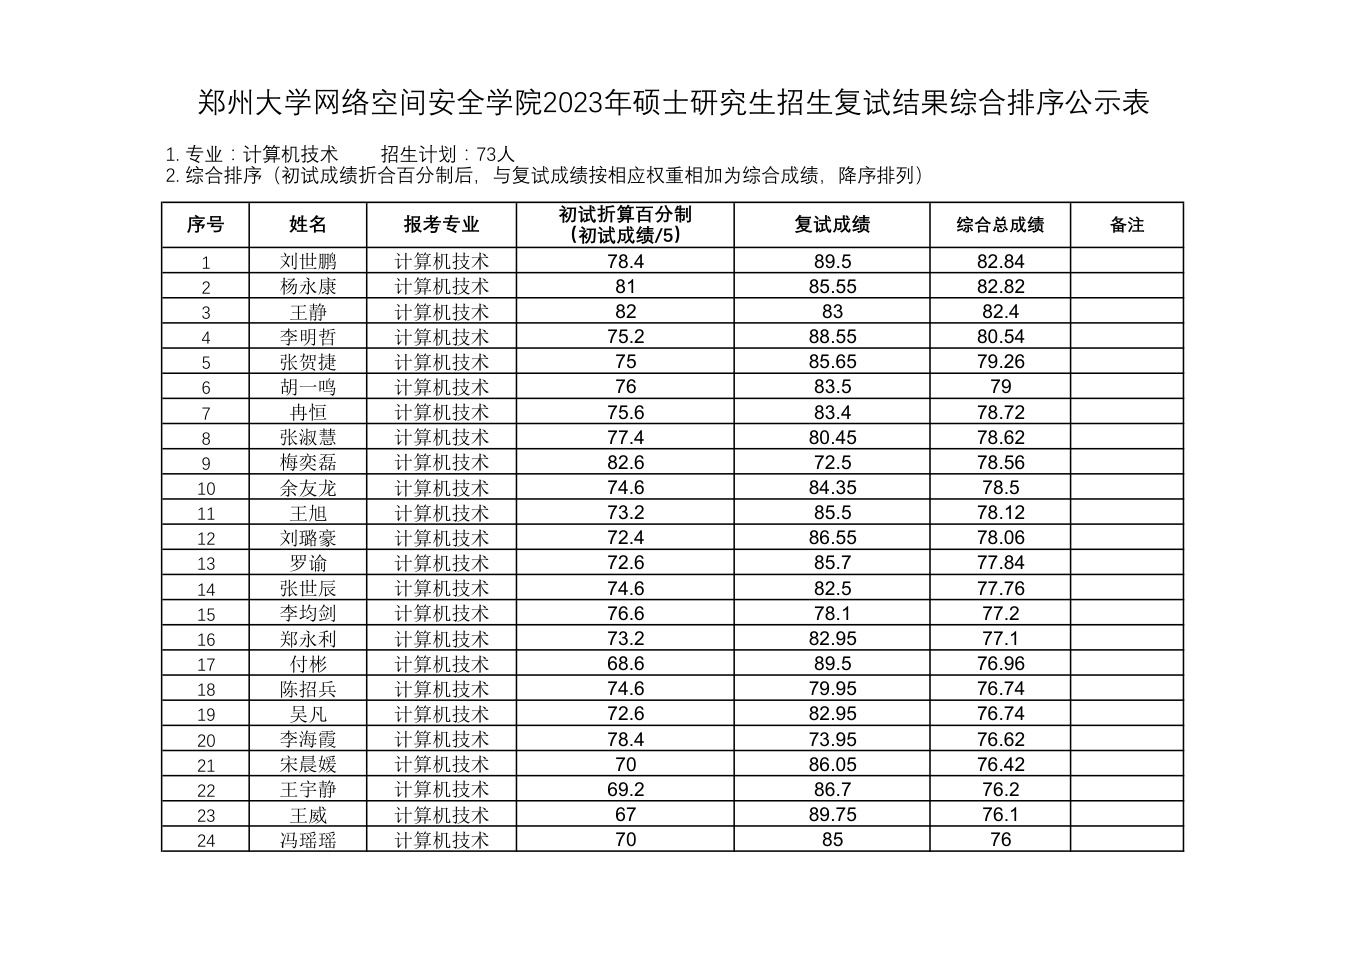 郑州大学网络空间安全学院2023年硕士研究生招生复试结果综合排序公示表
1. 专业：计算机技术 招生计划：73人
2. 综合排序（初试成绩折合百分制后，与复试成绩按相应权重相加为综合成绩，降序排列）
序号 姓名 报考专业 初试折算百分制 复试成绩 综合总成绩 备注
（初试成绩/5）
1 刘世鹏 计算机技术 78.4 89.5 82.84
2 杨永康 计算机技术 81 85.55 82.82
3 王静 计算机技术 82 83 82.4
4 李明哲 计算机技术 75.2 88.55 80.54
5 张贺捷 计算机技术 75 85.65 79.26
6 胡一鸣 计算机技术 76 83.5 79
7 冉恒 计算机技术 75.6 83.4 78.72
8 张淑慧 计算机技术 77.4 80.45 78.62
9 梅奕磊 计算机技术 82.6 72.5 78.56
10 余友龙 计算机技术 74.6 84.35 78.5
11 王旭 计算机技术 73.2 85.5 78.12
12 刘璐豪 计算机技术 72.4 86.55 78.06
13 罗谕 计算机技术 72.6 85.7 77.84
14 张世辰 计算机技术 74.6 82.5 77.76
15 李均剑 计算机技术 76.6 78.1 77.2
16 郑永利 计算机技术 73.2 82.95 77.1
17 付彬 计算机技术 68.6 89.5 76.96
18 陈招兵 计算机技术 74.6 79.95 76.74
19 吴凡 计算机技术 72.6 82.95 76.74
20 李海霞 计算机技术 78.4 73.95 76.62
21 宋晨媛 计算机技术 70 86.05 76.42
22 王宇静 计算机技术 69.2 86.7 76.2
23 王威 计算机技术 67 89.75 76.1
24 冯瑶瑶 计算机技术 70 85 76